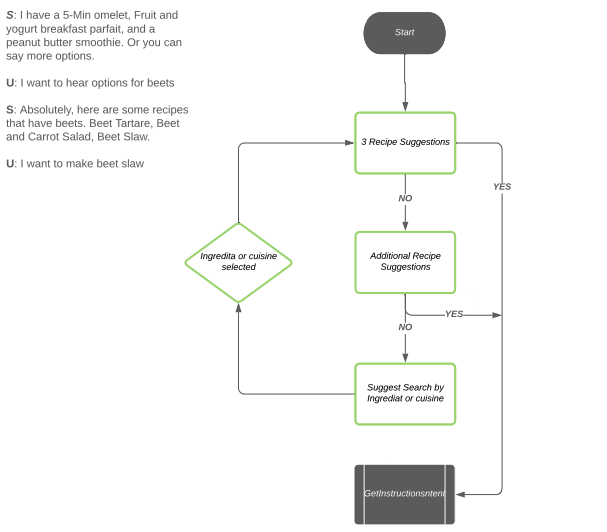 S: I have a 5-Min omelet, Fruit and
yogurt breakfast parfait, and a
peanut butter smoothie. Or you can
say more options.
U: I want to hear options for beets
S: Absolutely, here are some recipes
that have beets. Beet Tartare, Beet
and Carrot Salad, Beet Slaw.
U: I want to make beet slaw
Start
3 Recipe Suggestions
YES
NO
Ingredita or cuisine
selected
Additional Recipe
Suggestions
YES
NO
Suggest Search by
Ingrediat or cuisine
GetInstructionsntent